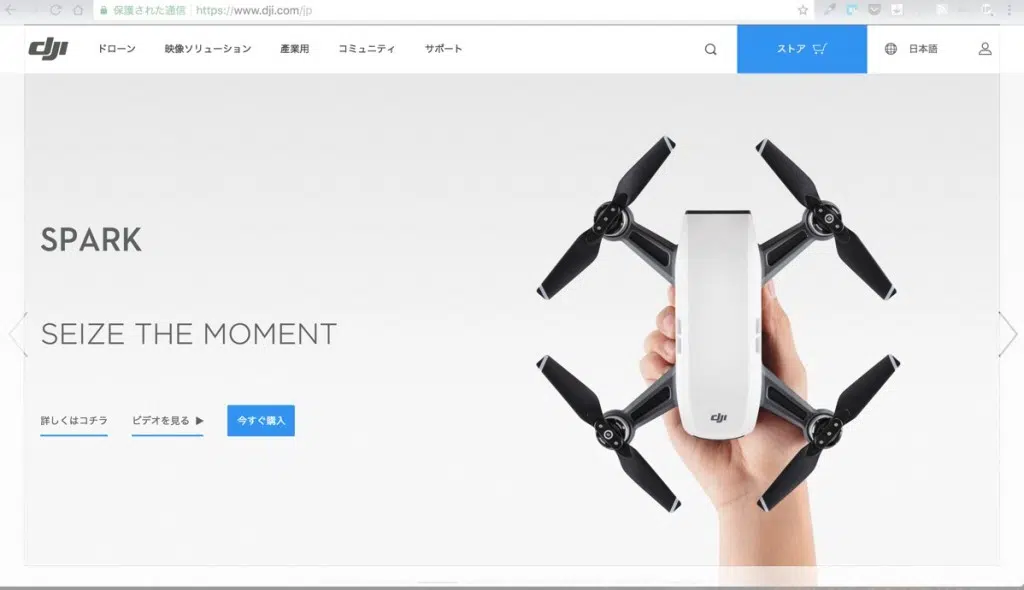 保護された通信 https://www.dji.com/jp
dji ドローン 映像ソリューション 産業用 コミュニティ サポート ストア 日本語
SPARK
SEIZE THE MOMENT
詳しくはコチラ ビデオを見る ▶ 今すぐ購入
dji